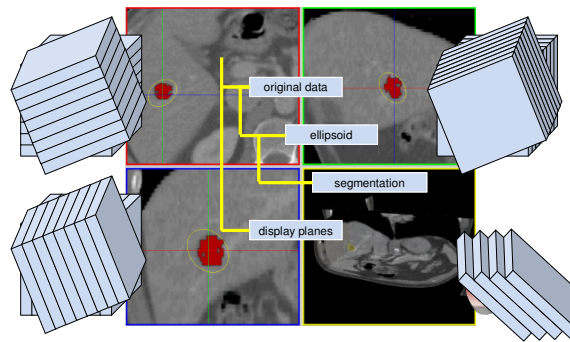 original data
ellipsoid
segmentation
display planes